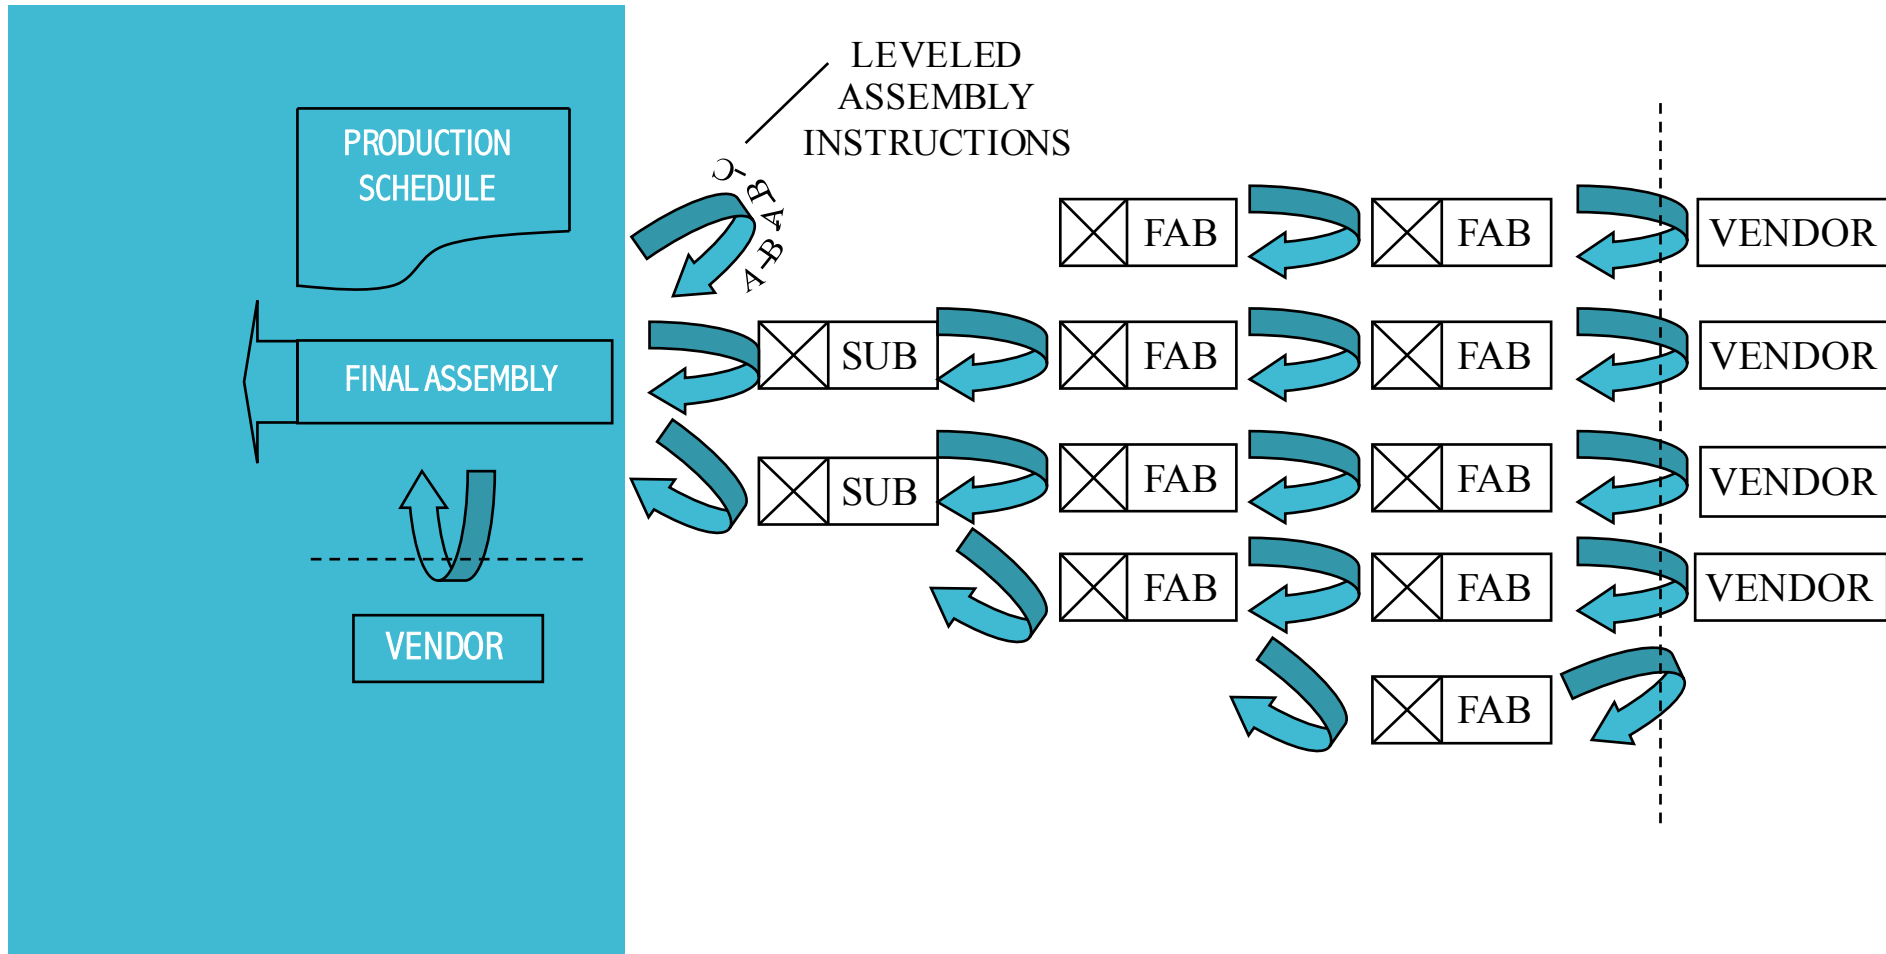 LEVELED
ASSEMBLY
INSTRUCTIONS
PRODUCTION
SCHEDULE
C-B-A-B-A
FAB
FAB
VENDOR
FINAL ASSEMBLY
SUB
FAB
FAB
VENDOR
SUB
FAB
FAB
VENDOR
FAB
FAB
VENDOR
VENDOR
FAB